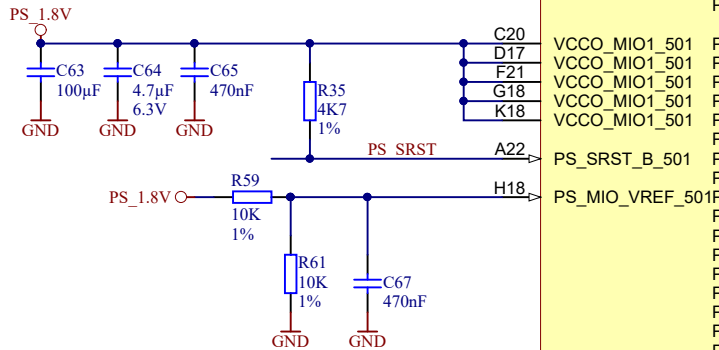 PS_1.8V
C63
100µF
C64
4.7µF
6.3V
C65
470nF
GND
GND
GND
R35
4K7
1%
C20
D17
F21
G18
K18
VCCO_MIO1_501
VCCO_MIO1_501
VCCO_MIO1_501
VCCO_MIO1_501
VCCO_MIO1_501
PS_SRST
A22
PS_SRST_B_501
PS_1.8V
R59
10K
1%
H18
PS_MIO_VREF_501
R61
10K
1%
C67
470nF
GND
GND